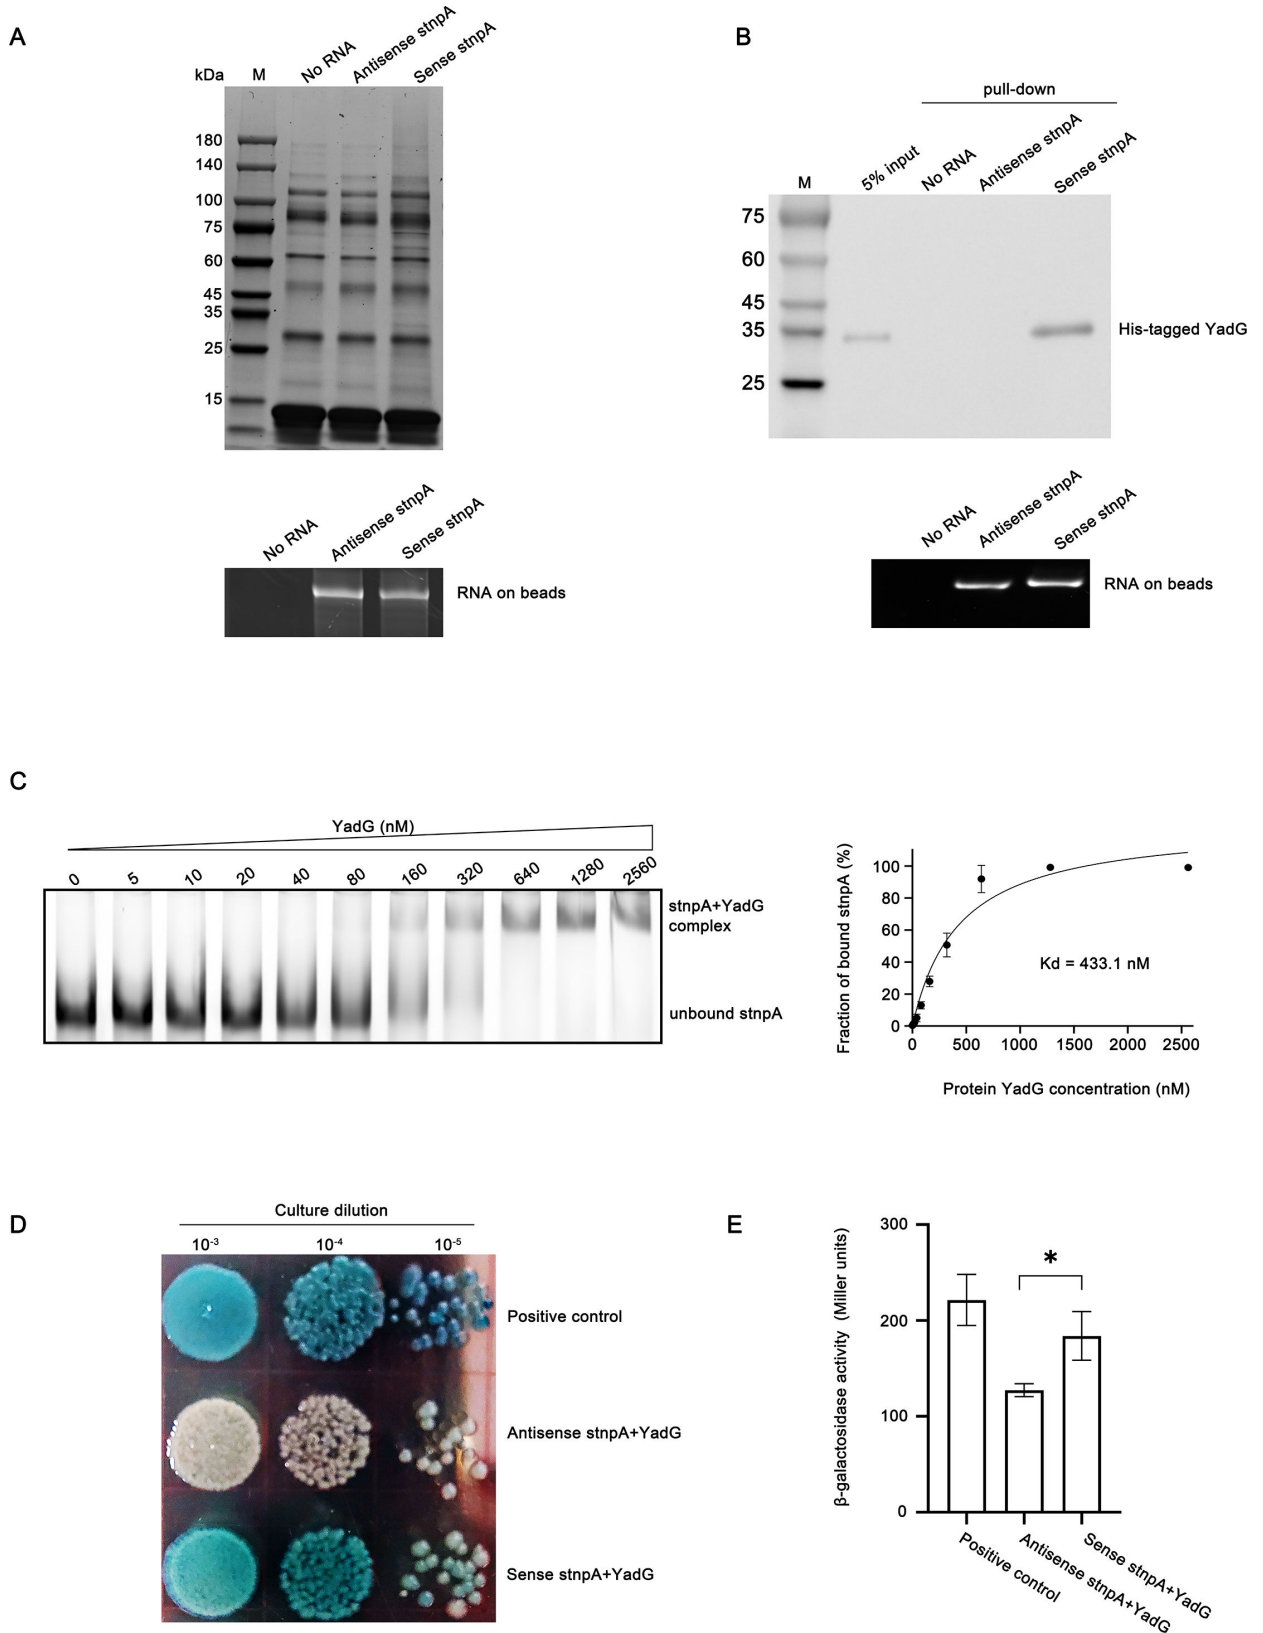 A
kDa
M
No RNA
Antisense stnpA
Sense stnpA
180
140
100
75
60
45
35
25
15
No RNA
Antisense stnpA
Sense stnpA
RNA on beads
B
pull-down
M
5% input
No RNA
Antisense stnpA
Sense stnpA
75
60
45
35
25
His-tagged YadG
No RNA
Antisense stnpA
Sense stnpA
RNA on beads
C
YadG (nM)
0 5 10 20 40 80 160 320 640 1280 2560
stnpA+YadG
complex
unbound stnpA
Fraction of bound stnpA (%)
100
80
60
40
20
0
Kd = 433.1 nM
0 500 1000 1500 2000 2500
Protein YadG concentration (nM)
D
Culture dilution
10-3 10-4 10-5
Positive control
Antisense stnpA+YadG
Sense stnpA+YadG
E
β-galactosidase activity (Miller units)
300
200
100
0
*
Positive control
Antisense stnpA+YadG
Sense stnpA+YadG